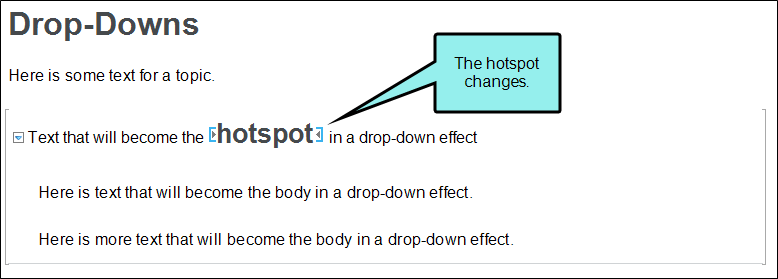 Drop-Downs
The hotspot
changes.
Here is some text for a topic.
Text that will become the hotspot in a drop-down effect
Here is text that will become the body in a drop-down effect.
Here is more text that will become the body in a drop-down effect.